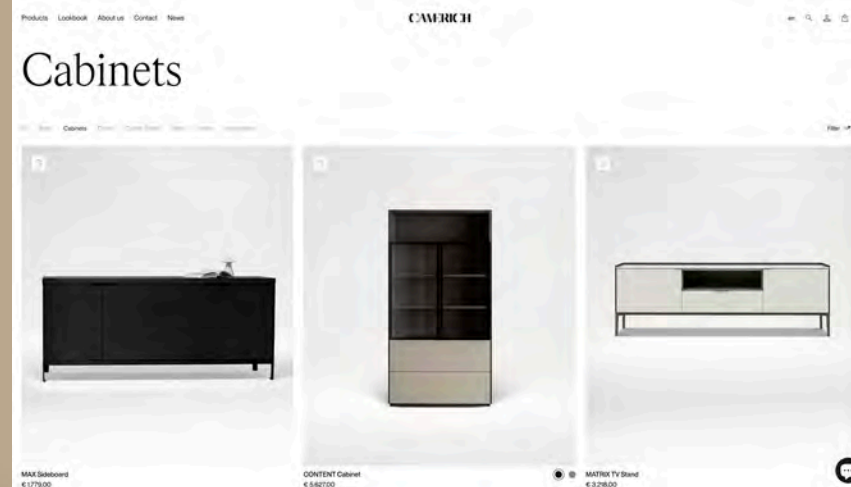 Products Lookbook About us Contact News
CAMERICH
en
Cabinets
Cabinets
Filter
MAX Sideboard
€ 1.779,00
CONTENT Cabinet
€ 5.627,00
MATRIX TV Stand
€ 3.218,00